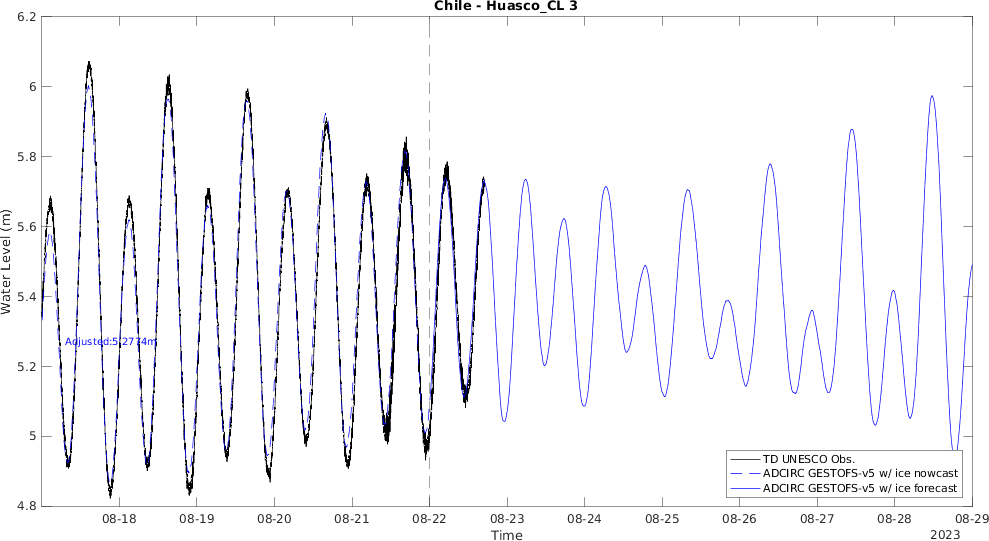 Chile - Huasco_CL 3
Water Level (m)
6.2
6
5.8
5.6
5.4
5.2
5
4.8
Adjusted:5.2774m
TD UNESCO Obs.
ADCIRC GESTOFS-v5 w/ ice nowcast
ADCIRC GESTOFS-v5 w/ ice forecast
08-18 08-19 08-20 08-21 08-22 08-23 08-24 08-25 08-26 08-27 08-28 08-29
Time
2023